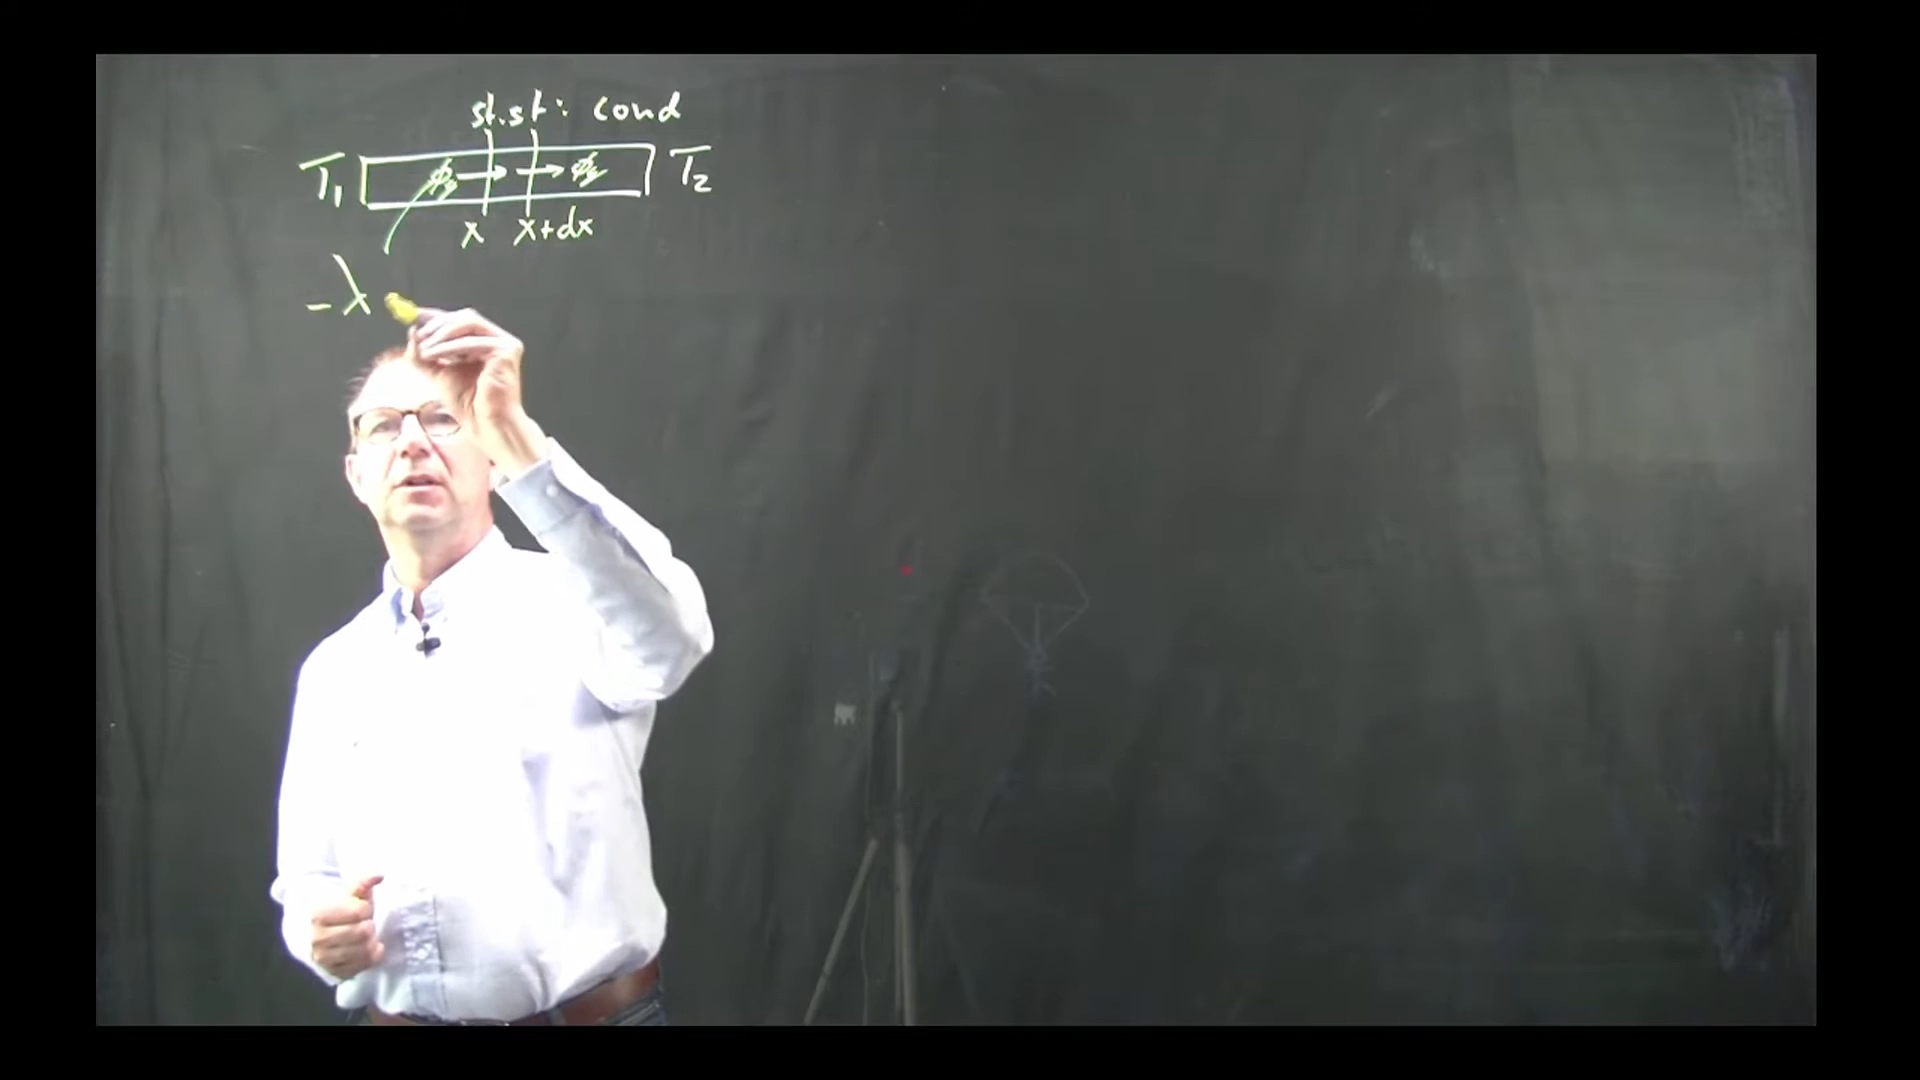 st.st: cond
T1 T2
x x+dx
-λ